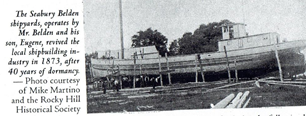 The Seabury Belden
shipyards, operates by
Mr. Belden and his
son, Eugene, revived the
local shipbuilding in-
dustry in 1873, after
40 years of dormancy.
— Photo courtesy
of Mike Martino
and the Rocky Hill
Historical Society